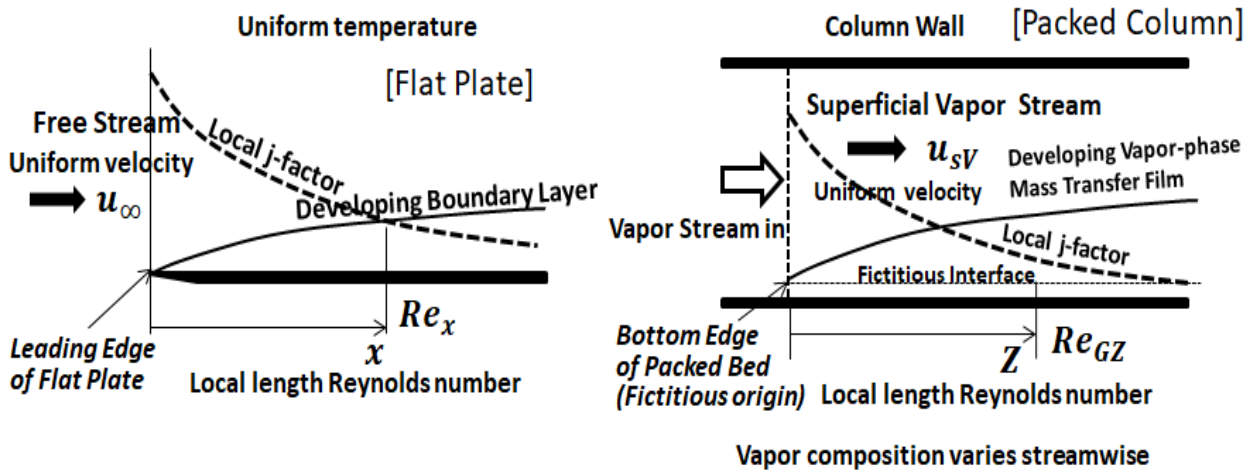 Uniform temperature
[Flat Plate]
Free Stream
Uniform velocity
u∞
Local j-factor
Developing Boundary Layer
Re_x
x
Leading Edge
of Flat Plate
Local length Reynolds number
Column Wall
[Packed Column]
Superficial Vapor Stream
u_sV
Developing Vapor-phase
Mass Transfer Film
Uniform velocity
Vapor Stream in
Local j-factor
Fictitious Interface
Bottom Edge
of Packed Bed
(Fictitious origin)
Z
Re_GZ
Local length Reynolds number
Vapor composition varies streamwise